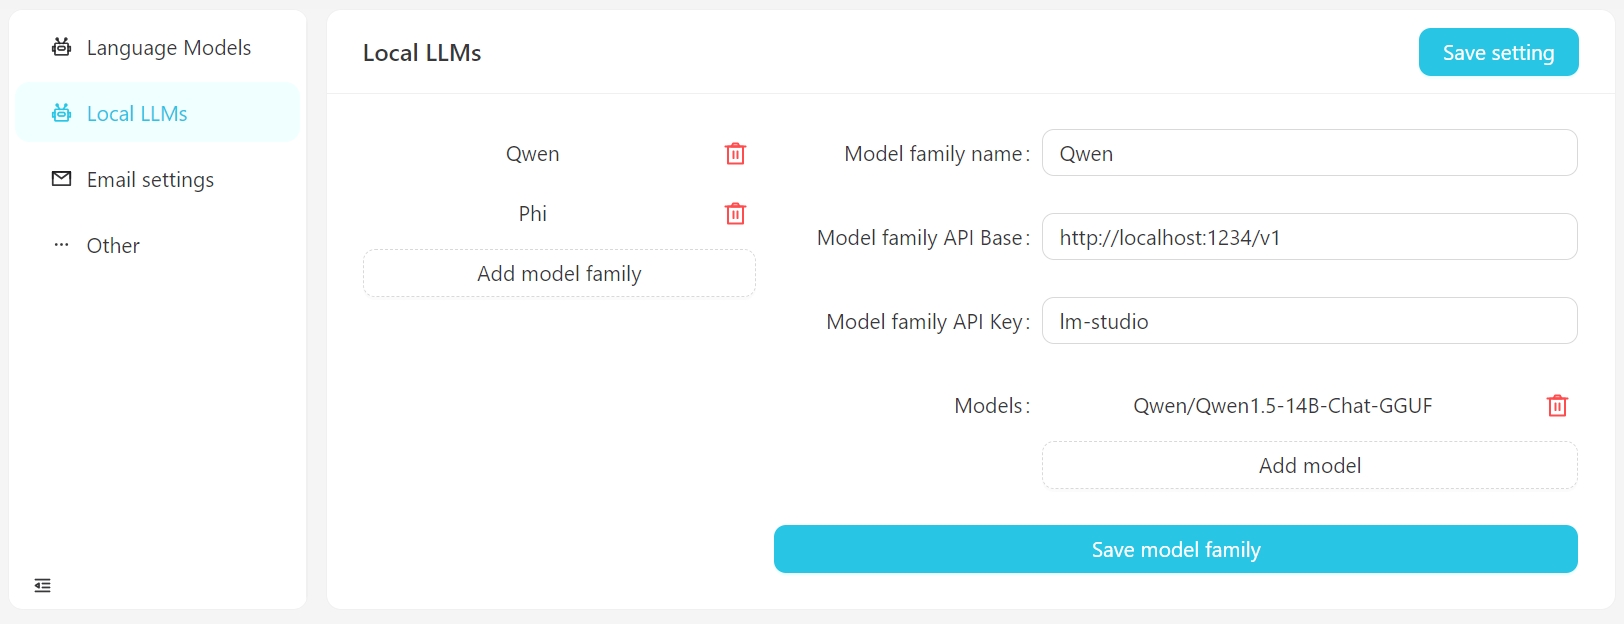 Language Models
Local LLMs
Email settings
Other
Local LLMs
Save setting
Qwen
Phi
Add model family
Model family name: Qwen
Model family API Base: http://localhost:1234/v1
Model family API Key: lm-studio
Models: Qwen/Qwen1.5-14B-Chat-GGUF
Add model
Save model family